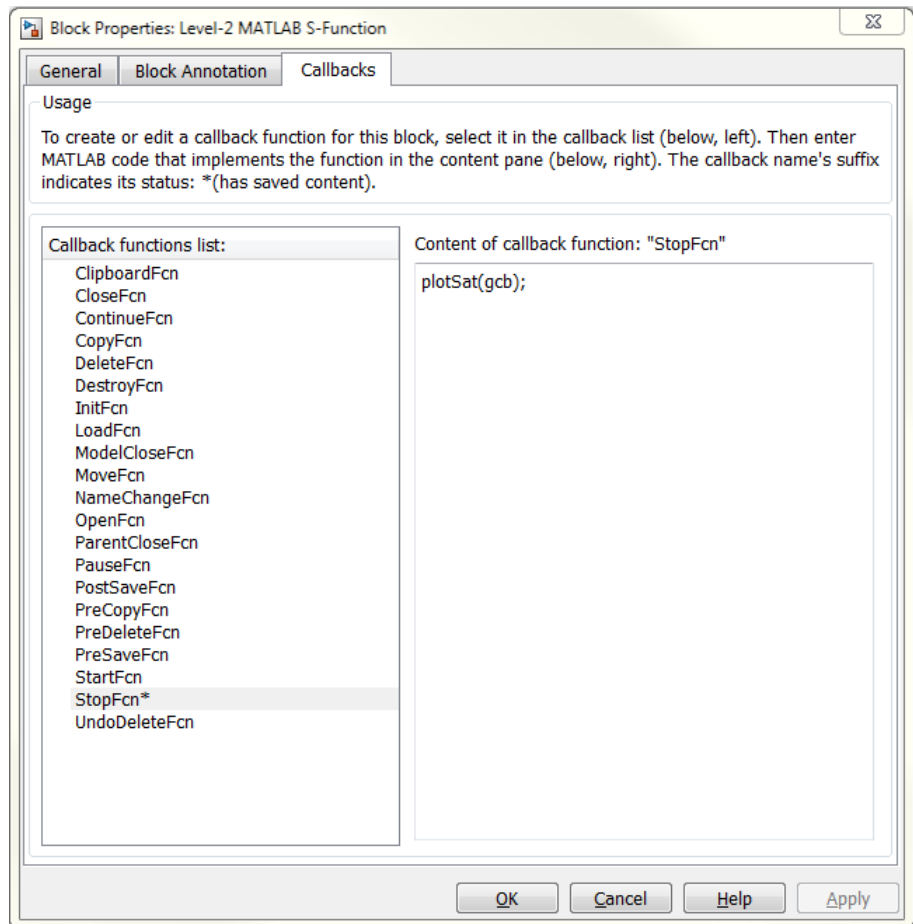 Block Properties: Level-2 MATLAB S-Function
General Block Annotation Callbacks
Usage
To create or edit a callback function for this block, select it in the callback list (below, left). Then enter
MATLAB code that implements the function in the content pane (below, right). The callback name's suffix
indicates its status: *(has saved content).
Callback functions list:
ClipboardFcn
CloseFcn
ContinueFcn
CopyFcn
DeleteFcn
DestroyFcn
InitFcn
LoadFcn
ModelCloseFcn
MoveFcn
NameChangeFcn
OpenFcn
ParentCloseFcn
PauseFcn
PostSaveFcn
PreCopyFcn
PreDeleteFcn
PreSaveFcn
StartFcn
StopFcn*
UndoDeleteFcn
Content of callback function: "StopFcn"
plotSat(gcb);
OK Cancel Help Apply